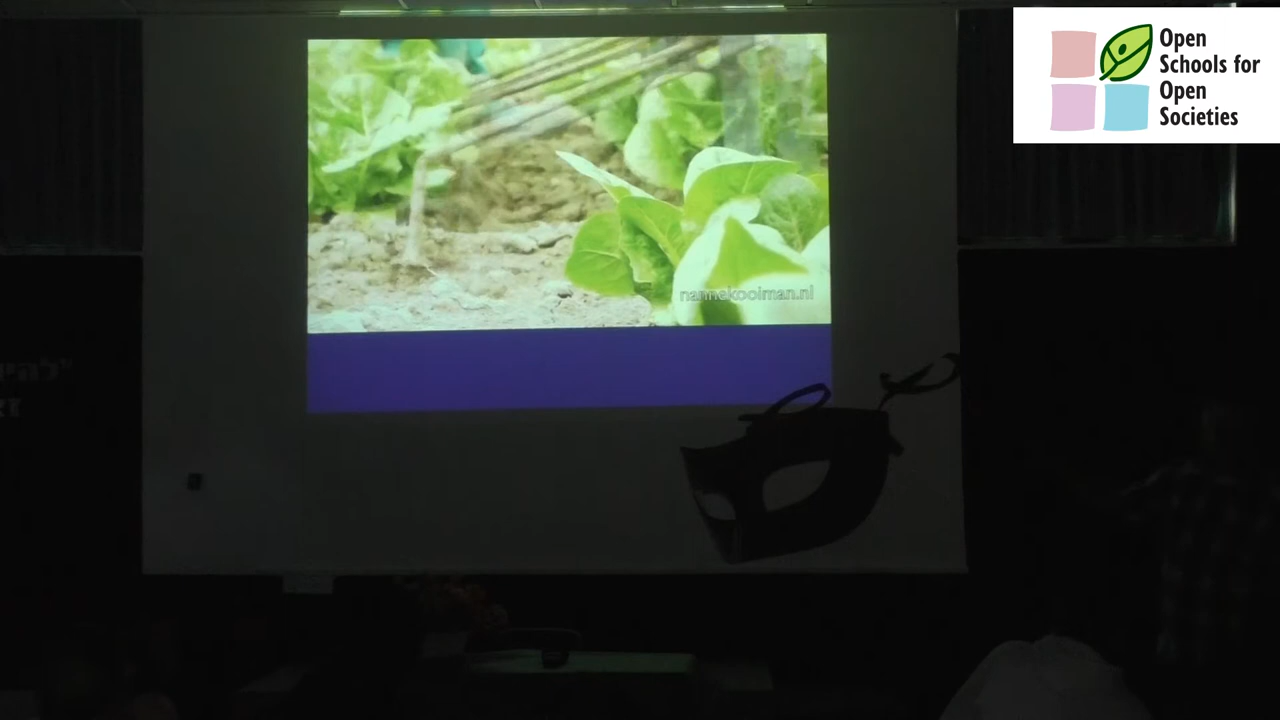 Open
Schools for
Open
Societies
nannekooiman.nl